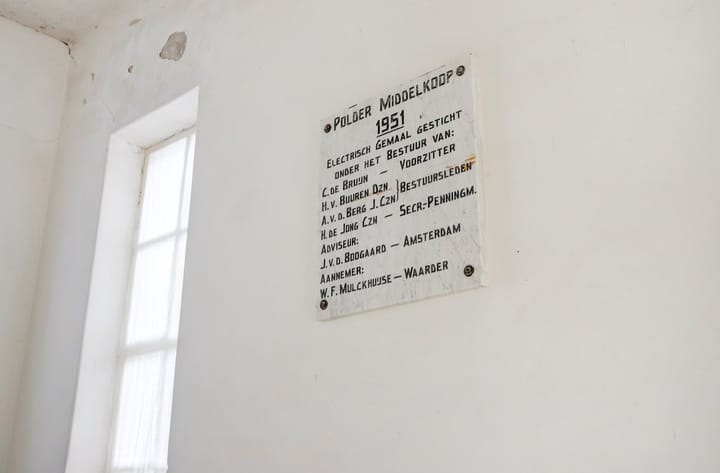 POLDER MIDDELKOOP
1951
ELECTRISCH GEMAAL GESTICHT
ONDER HET BESTUUR VAN:
C. DE BRUIJN – VOORZITTER
H. V. BUUREN DZN.
A. V. D. BERG J. CZN } BESTUURSLEDEN
H. DE JONG CZN – SECR.-PENNINGM.
ADVISEUR:
J. V. D. BOOGAARD – AMSTERDAM
AANNEMER:
W. F. MULCKHUYSE – WAARDER